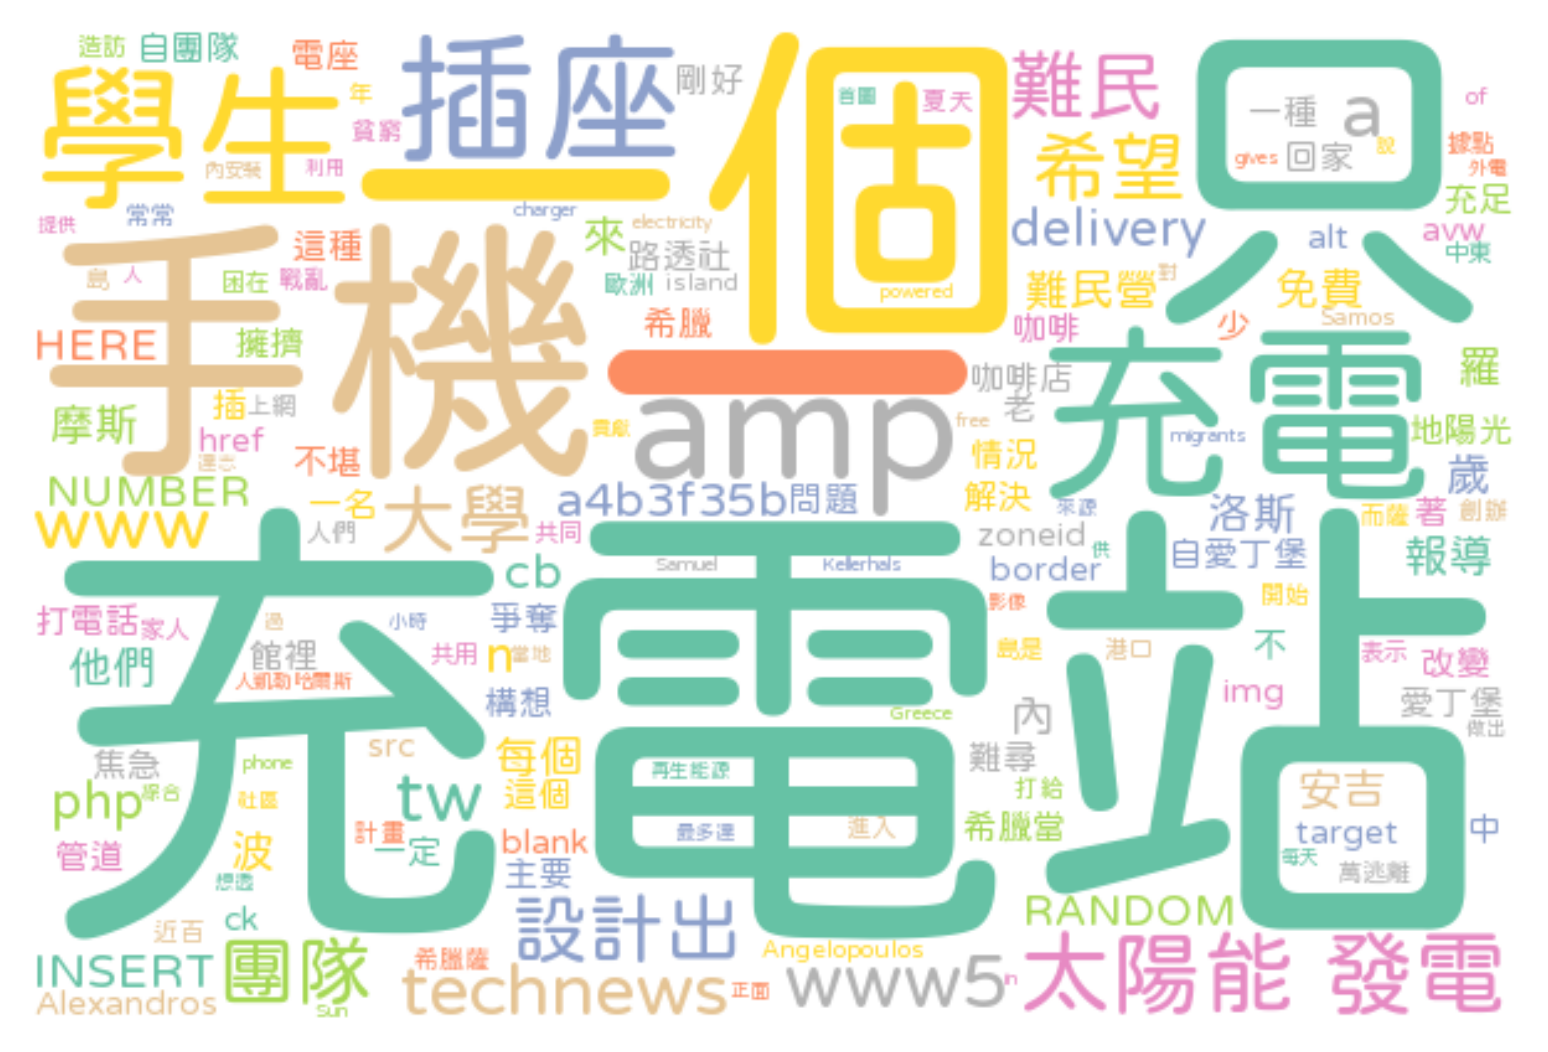 造訪 自團隊 電座 插座 剛好 個 難民 只
學生 年 貧窮 首圖 夏天 希望 一種 a of
內安裝 利用 一 gives 回家 說 據點 外電
提供 常常 charger electricity delivery 充足
手機 這種 來 路透社 alt avw 中東
島 人 困在 戰亂 歐洲 island powered 難民營 對 免費
HERE 擁擠 希臘 咖啡 少 Samos
一 咖啡店 充電 羅
摩斯 插 上網 amp 老
href free migrants 地陽光
達志 不堪 貢獻 情況 歲
NUMBER 一名 大學 a4b3f35b 問題 解決 來源 洛斯 而薩 著 創辦
www 人們 共同 zoneid 供 自愛丁堡 報導
充電站 cb Samuel Kellerhals border
打電話 家人 過 小時 爭奪 影像 開始
他們 館裡 共用 n 當地 島是 港口 不 表示 改變
人凱勒哈爾斯 構想 Greece 內 img 愛丁堡 做出
焦急 phone src 每個 再生能源 難尋
php 綜合 社區 tw 這個 打給 安吉
管道 波 計畫 一定 blank 最多達 進入 希臘當 target 中
想透 主要 每天 萬逃離
近百 ck 設計出 RANDOM
INSERT 團隊 希臘薩 Angelopoulos 太陽能 發電
Alexandros Sun technews 正面 www5 in